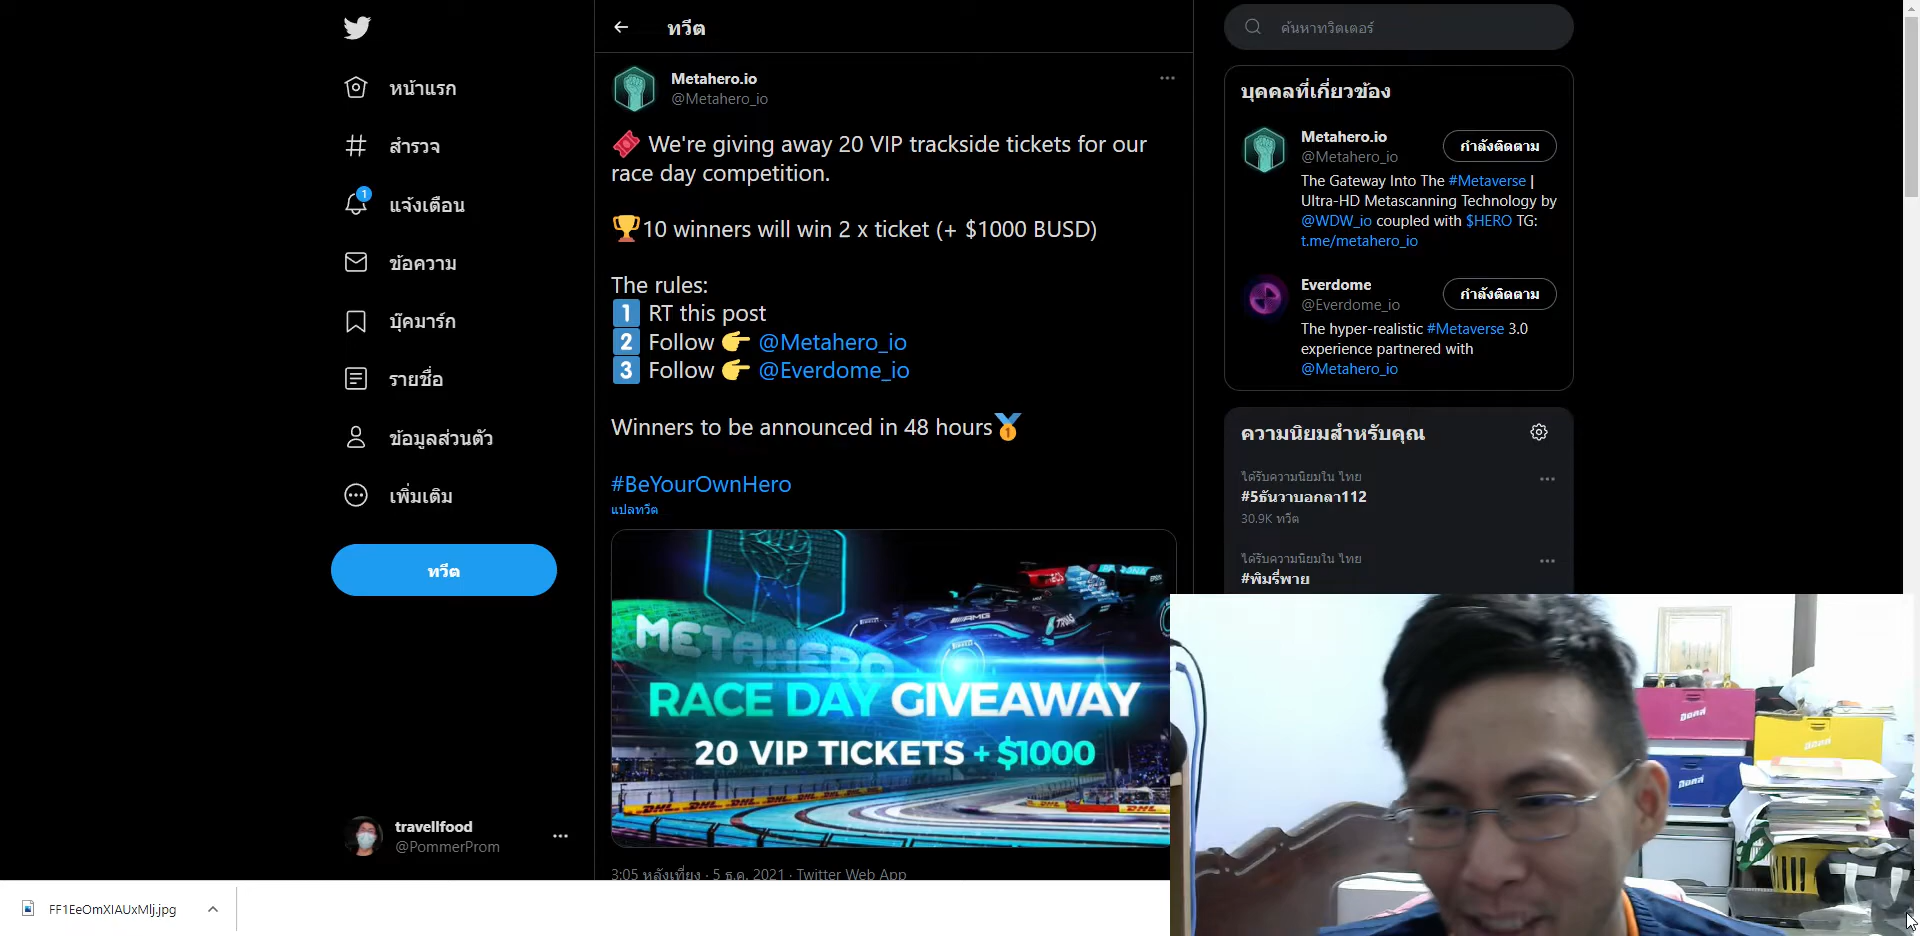 หน้าแรก
สำรวจ
1
แจ้งเตือน
ข้อความ
บุ๊คมาร์ก
รายชื่อ
ข้อมูลส่วนตัว
เพิ่มเติม
ทวีต
travellfood
@PommerProm
ทวีต
Metahero.io
@Metahero_io
We're giving away 20 VIP trackside tickets for our
race day competition.
10 winners will win 2 x ticket (+ $1000 BUSD)
The rules:
1 RT this post
2 Follow @Metahero_io
3 Follow @Everdome_io
Winners to be announced in 48 hours
#BeYourOwnHero
แปลทวีต
METAHERO
RACE DAY GIVEAWAY
20 VIP TICKETS + $1000
3:05 หลังเที่ยง · 5 ธ.ค. 2021 · Twitter Web App
ค้นหาทวิตเตอร์
บุคคลที่เกี่ยวข้อง
Metahero.io
@Metahero_io
กำลังติดตาม
The Gateway Into The #Metaverse |
Ultra-HD Metascanning Technology by
@WDW_io coupled with $HERO TG:
t.me/metahero_io
Everdome
@Everdome_io
กำลังติดตาม
The hyper-realistic #Metaverse 3.0
experience partnered with
@Metahero_io
ความนิยมสำหรับคุณ
ได้รับความนิยมใน ไทย
#5ธันวาบอกลา112
30.9K ทวีต
ได้รับความนิยมใน ไทย
#พิมรี่พาย
FF1EeOmXIAUxMlj.jpg